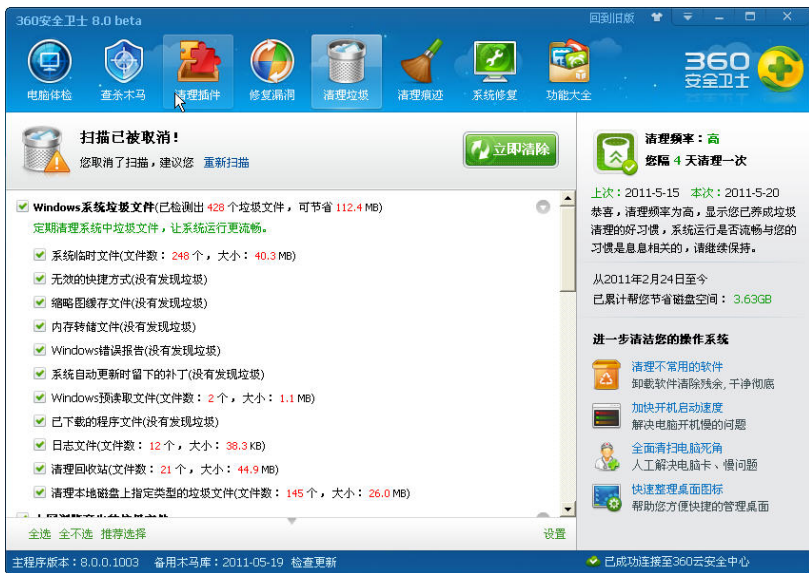 360安全卫士 8.0 beta
回到旧版
电脑体检
查杀木马
清理插件
修复漏洞
清理垃圾
清理痕迹
系统修复
功能大全
360
安全卫士
扫描已被取消!
您取消了扫描,建议您 重新扫描
立即清除
Windows系统垃圾文件(已检测出 428 个垃圾文件,可节省 112.4 MB)
定期清理系统中垃圾文件,让系统运行更流畅。
系统临时文件(文件数: 248 个,大小: 40.3 MB)
无效的快捷方式(没有发现垃圾)
缩略图缓存文件(没有发现垃圾)
内存转储文件(没有发现垃圾)
Windows错误报告(没有发现垃圾)
系统自动更新时留下的补丁(没有发现垃圾)
Windows预读取文件(文件数: 2 个,大小: 1.1 MB)
已下载的程序文件(没有发现垃圾)
日志文件(文件数: 12 个,大小: 38.3 KB)
清理回收站(文件数: 21 个,大小: 44.9 MB)
清理本地磁盘上指定类型的垃圾文件(文件数: 145 个,大小: 26.0 MB)
全选 全不选 推荐选择
设置
清理频率:高
您隔 4 天清理一次
上次:2011-5-15 本次:2011-5-20
恭喜,清理频率为高,显示您已养成垃圾
清理的好习惯,系统运行是否流畅与您的
习惯是息息相关的,请继续保持。
从2011年2月24日至今
已累计帮您节省磁盘空间: 3.63GB
进一步清洁您的操作系统
清理不常用的软件
卸载软件清除残余,干净彻底
加快开机启动速度
解决电脑开机慢的问题
全面清扫电脑死角
人工解决电脑卡、慢问题
快速整理桌面图标
帮助您方便快捷的管理桌面
主程序版本:8.0.0.1003 备用木马库:2011-05-19 检查更新
已成功连接至360云安全中心